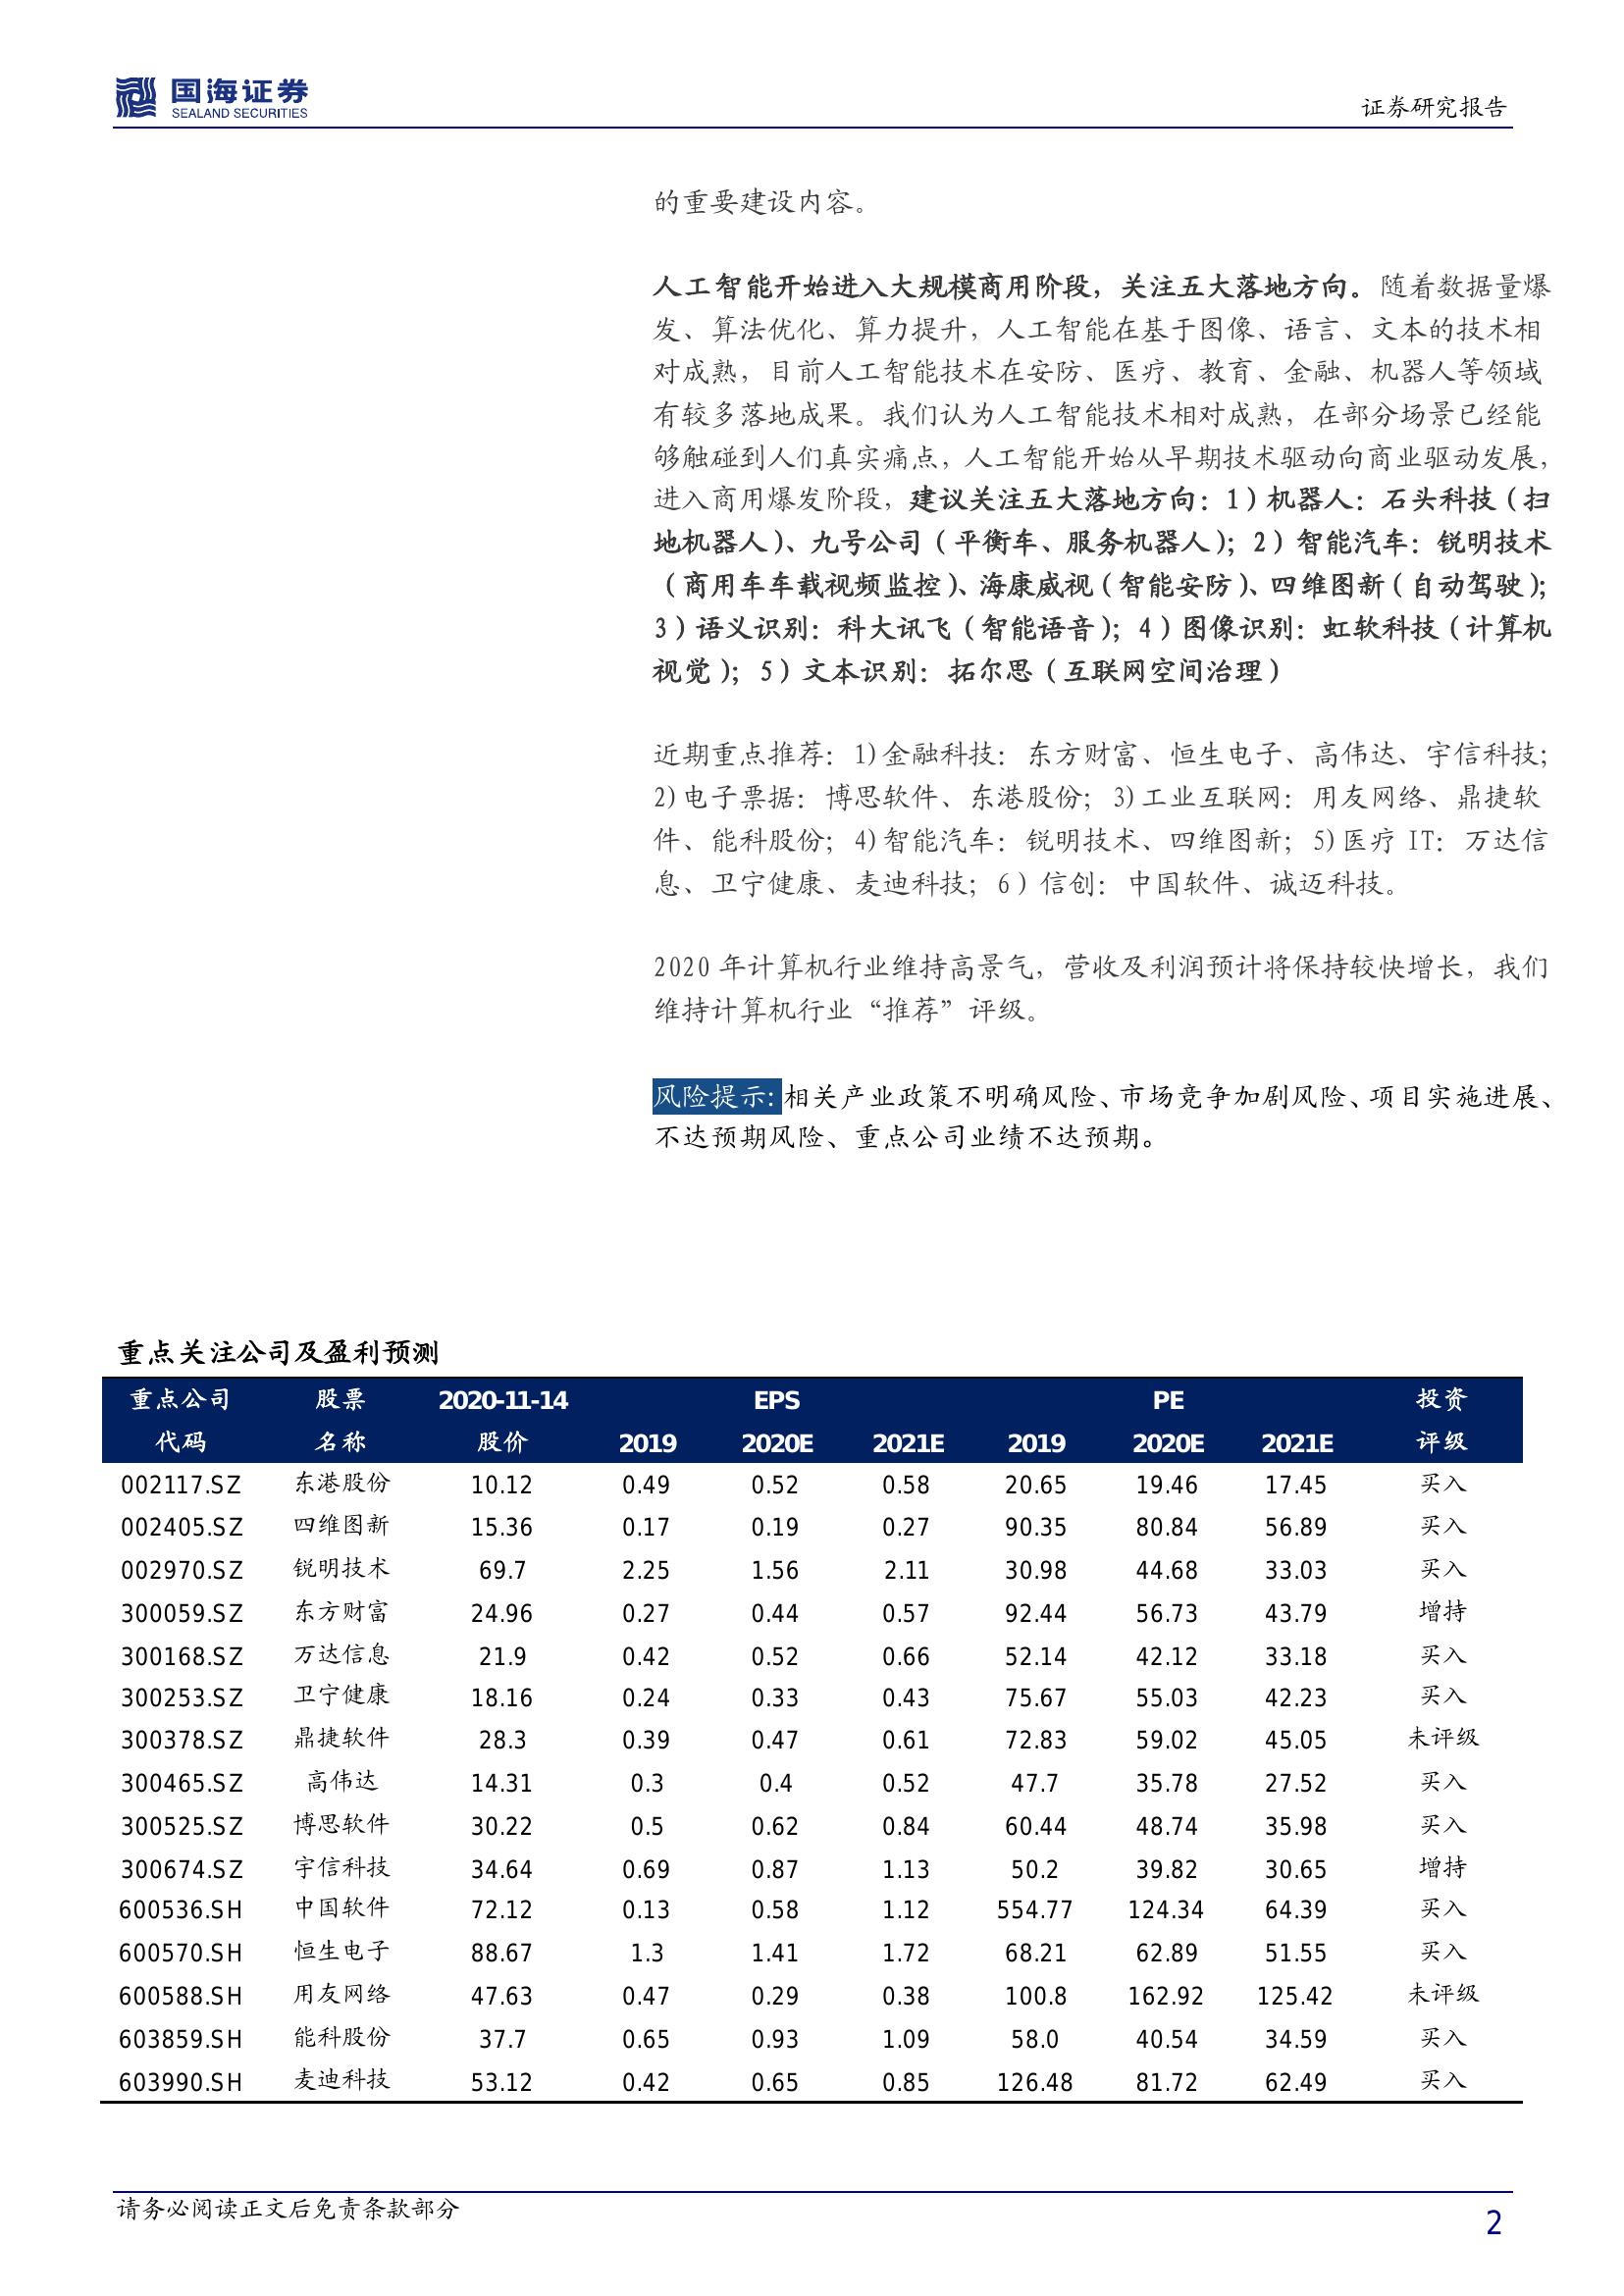 国海证券
SEALAND SECURITIES
证券研究报告
的重要建设内容。
人工智能开始进入大规模商用阶段，关注五大落地方向。随着数据量爆
发、算法优化、算力提升，人工智能在基于图像、语言、文本的技术相
对成熟，目前人工智能技术在安防、医疗、教育、金融、机器人等领域
有较多落地成果。我们认为人工智能技术相对成熟，在部分场景已经能
够触碰到人们真实痛点，人工智能开始从早期技术驱动向商业驱动发展，
进入商用爆发阶段，建议关注五大落地方向：1）机器人：石头科技（扫
地机器人）、九号公司（平衡车、服务机器人）；2）智能汽车：锐明技术
（商用车车载视频监控）、海康威视（智能安防）、四维图新（自动驾驶）；
3）语义识别：科大讯飞（智能语音）；4）图像识别：虹软科技（计算机
视觉）；5）文本识别：拓尔思（互联网空间治理）
近期重点推荐：1)金融科技：东方财富、恒生电子、高伟达、宇信科技；
2)电子票据：博思软件、东港股份；3)工业互联网：用友网络、鼎捷软
件、能科股份；4)智能汽车：锐明技术、四维图新；5)医疗 IT：万达信
息、卫宁健康、麦迪科技；6）信创：中国软件、诚迈科技。
2020 年计算机行业维持高景气，营收及利润预计将保持较快增长，我们
维持计算机行业“推荐”评级。
风险提示:相关产业政策不明确风险、市场竞争加剧风险、项目实施进展、
不达预期风险、重点公司业绩不达预期。
重点关注公司及盈利预测
重点公司 股票 2020-11-14 EPS PE 投资
代码 名称 股价 2019 2020E 2021E 2019 2020E 2021E 评级
002117.SZ 东港股份 10.12 0.49 0.52 0.58 20.65 19.46 17.45 买入
002405.SZ 四维图新 15.36 0.17 0.19 0.27 90.35 80.84 56.89 买入
002970.SZ 锐明技术 69.7 2.25 1.56 2.11 30.98 44.68 33.03 买入
300059.SZ 东方财富 24.96 0.27 0.44 0.57 92.44 56.73 43.79 增持
300168.SZ 万达信息 21.9 0.42 0.52 0.66 52.14 42.12 33.18 买入
300253.SZ 卫宁健康 18.16 0.24 0.33 0.43 75.67 55.03 42.23 买入
300378.SZ 鼎捷软件 28.3 0.39 0.47 0.61 72.83 59.02 45.05 未评级
300465.SZ 高伟达 14.31 0.3 0.4 0.52 47.7 35.78 27.52 买入
300525.SZ 博思软件 30.22 0.5 0.62 0.84 60.44 48.74 35.98 买入
300674.SZ 宇信科技 34.64 0.69 0.87 1.13 50.2 39.82 30.65 增持
600536.SH 中国软件 72.12 0.13 0.58 1.12 554.77 124.34 64.39 买入
600570.SH 恒生电子 88.67 1.3 1.41 1.72 68.21 62.89 51.55 买入
600588.SH 用友网络 47.63 0.47 0.29 0.38 100.8 162.92 125.42 未评级
603859.SH 能科股份 37.7 0.65 0.93 1.09 58.0 40.54 34.59 买入
603990.SH 麦迪科技 53.12 0.42 0.65 0.85 126.48 81.72 62.49 买入
请务必阅读正文后免责条款部分
2